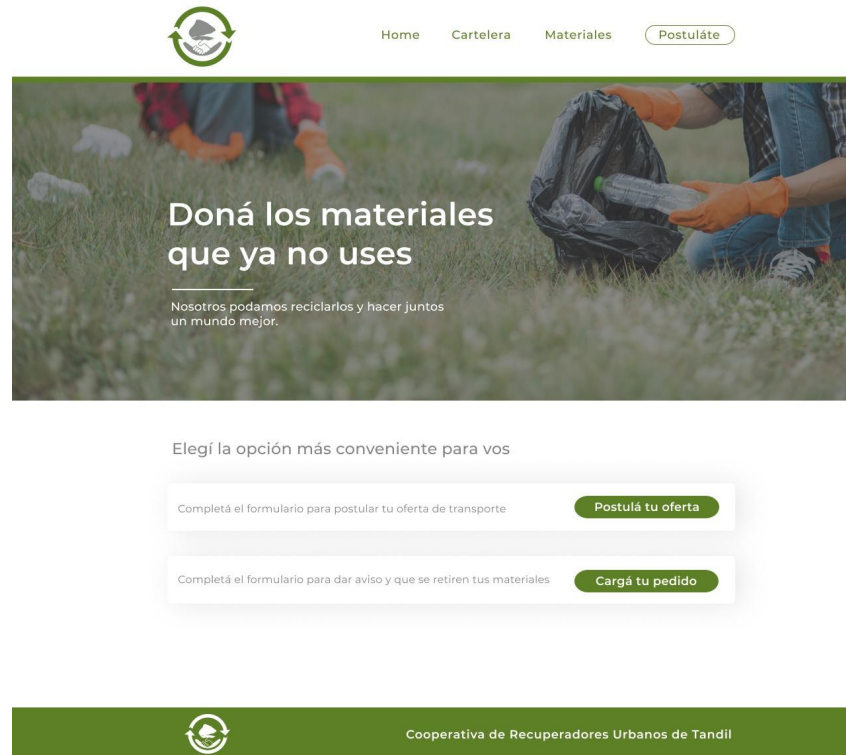 Home Cartelera Materiales Postuláte
Doná los materiales
que ya no uses
Nosotros podamos reciclarlos y hacer juntos
un mundo mejor.
Elegí la opción más conveniente para vos
Completá el formulario para postular tu oferta de transporte Postulá tu oferta
Completá el formulario para dar aviso y que se retiren tus materiales Cargá tu pedido
Cooperativa de Recuperadores Urbanos de Tandil